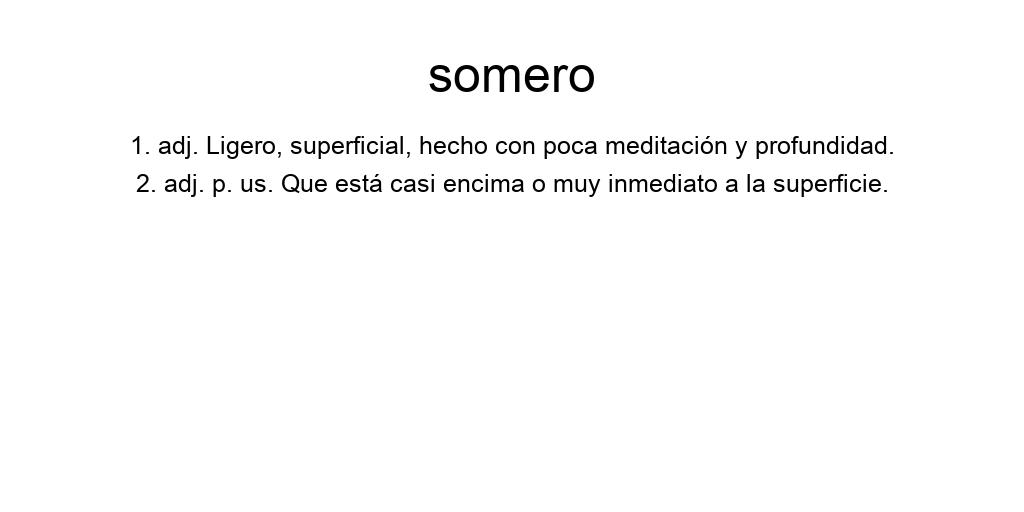 somero
1. adj. Ligero, superficial, hecho con poca meditación y profundidad.
2. adj. p. us. Que está casi encima o muy inmediato a la superficie.